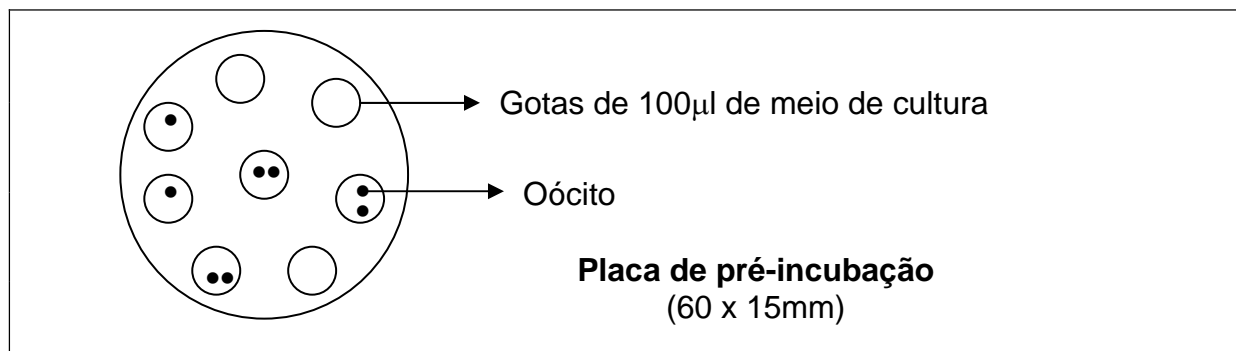 Gotas de 100μl de meio de cultura
Oócito
Placa de pré-incubação
(60 x 15mm)